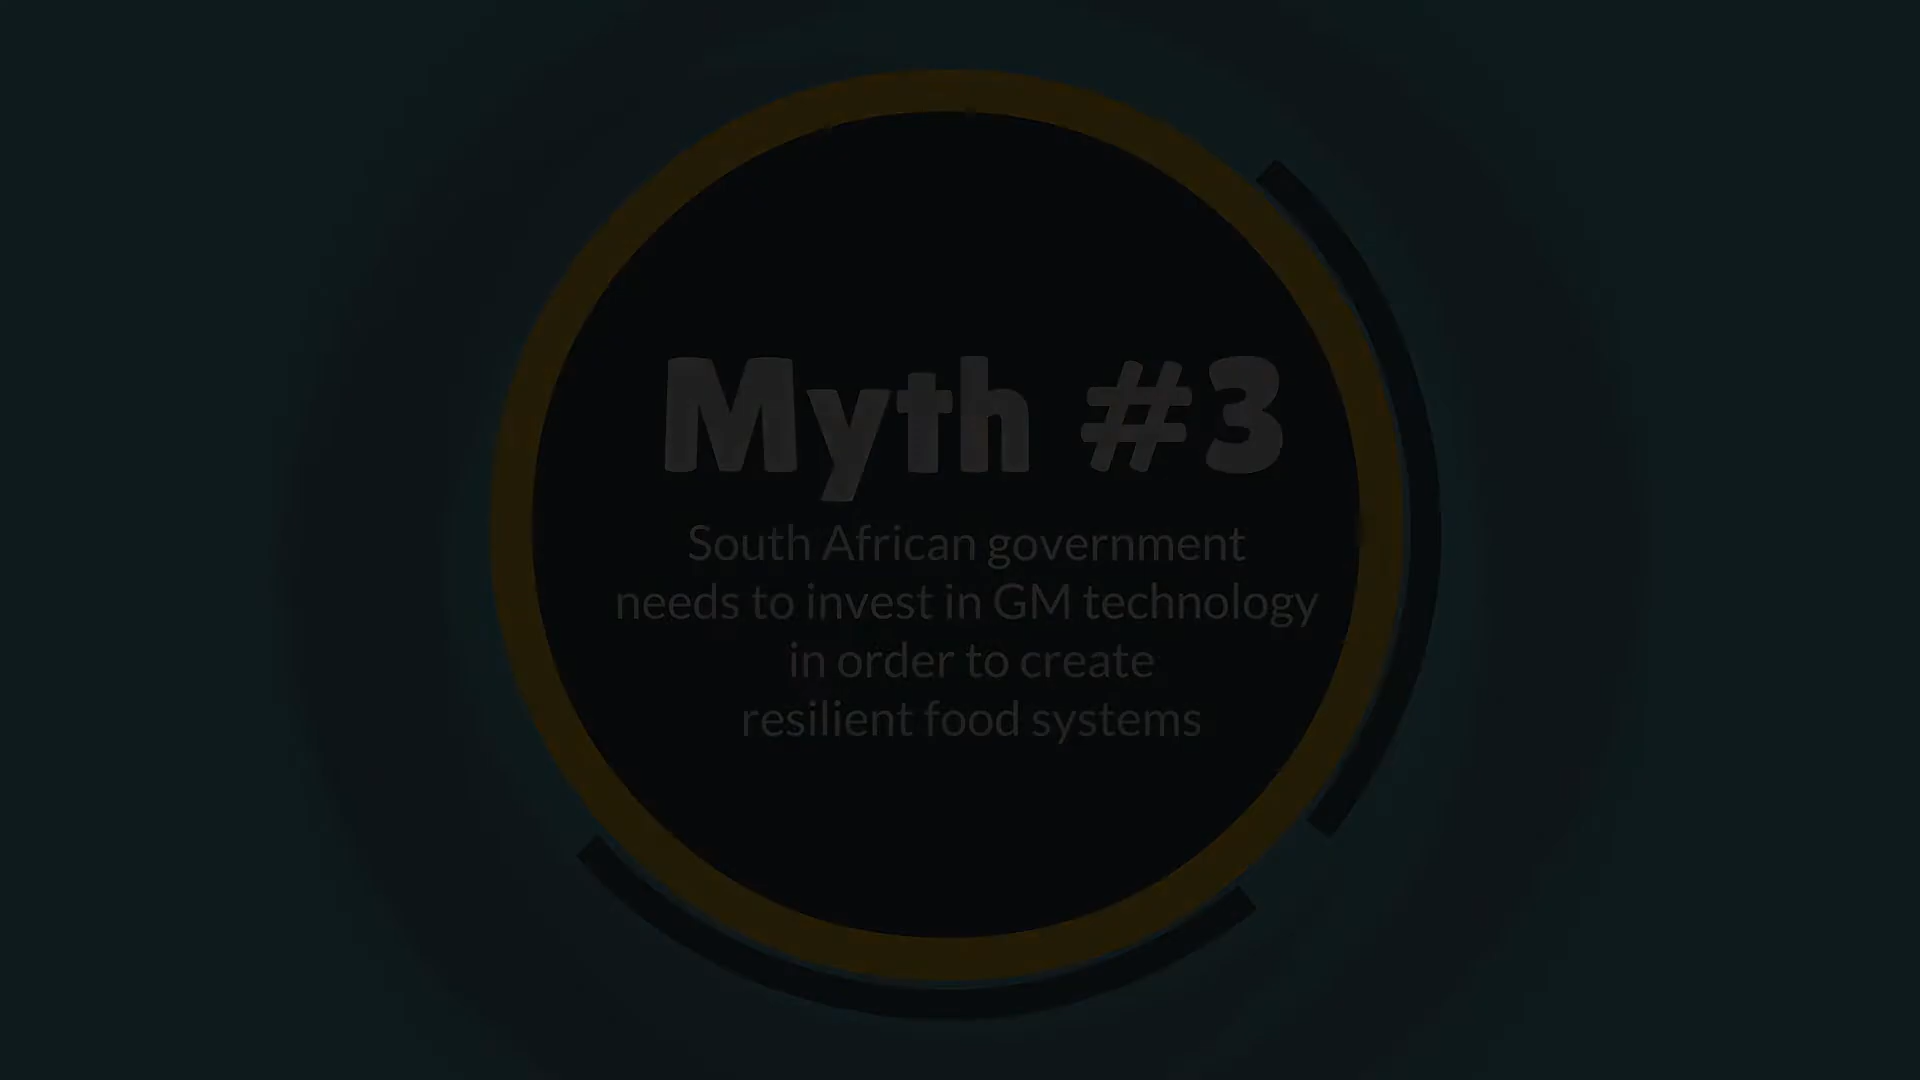 Myth #3
South African government
needs to invest in GM technology
in order to create
resilient food systems